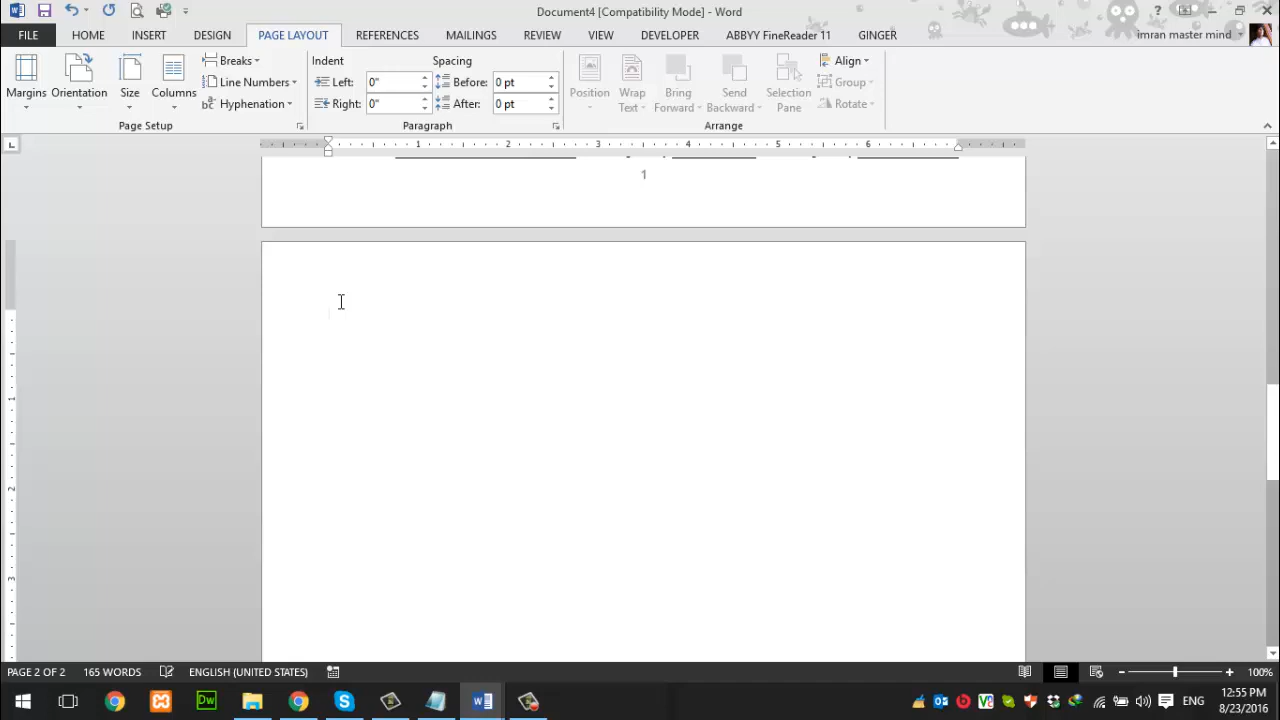 Document4 [Compatibility Mode] - Word
?
FILE HOME INSERT DESIGN PAGE LAYOUT REFERENCES MAILINGS REVIEW VIEW DEVELOPER ABBYY FineReader 11 GINGER imran master mind
Margins
Orientation
Size
Columns
Breaks
Line Numbers
Hyphenation
Page Setup
Indent
Left: 0"
Right: 0"
Spacing
Before: 0 pt
After: 0 pt
Paragraph
Position
Wrap
Text
Bring
Forward
Send
Backward
Selection
Pane
Align
Group
Rotate
Arrange
1 2 3 4 5 6
1
1
2
3
PAGE 2 OF 2 165 WORDS ENGLISH (UNITED STATES) 100%
Dw
ENG
12:55 PM
8/23/2016